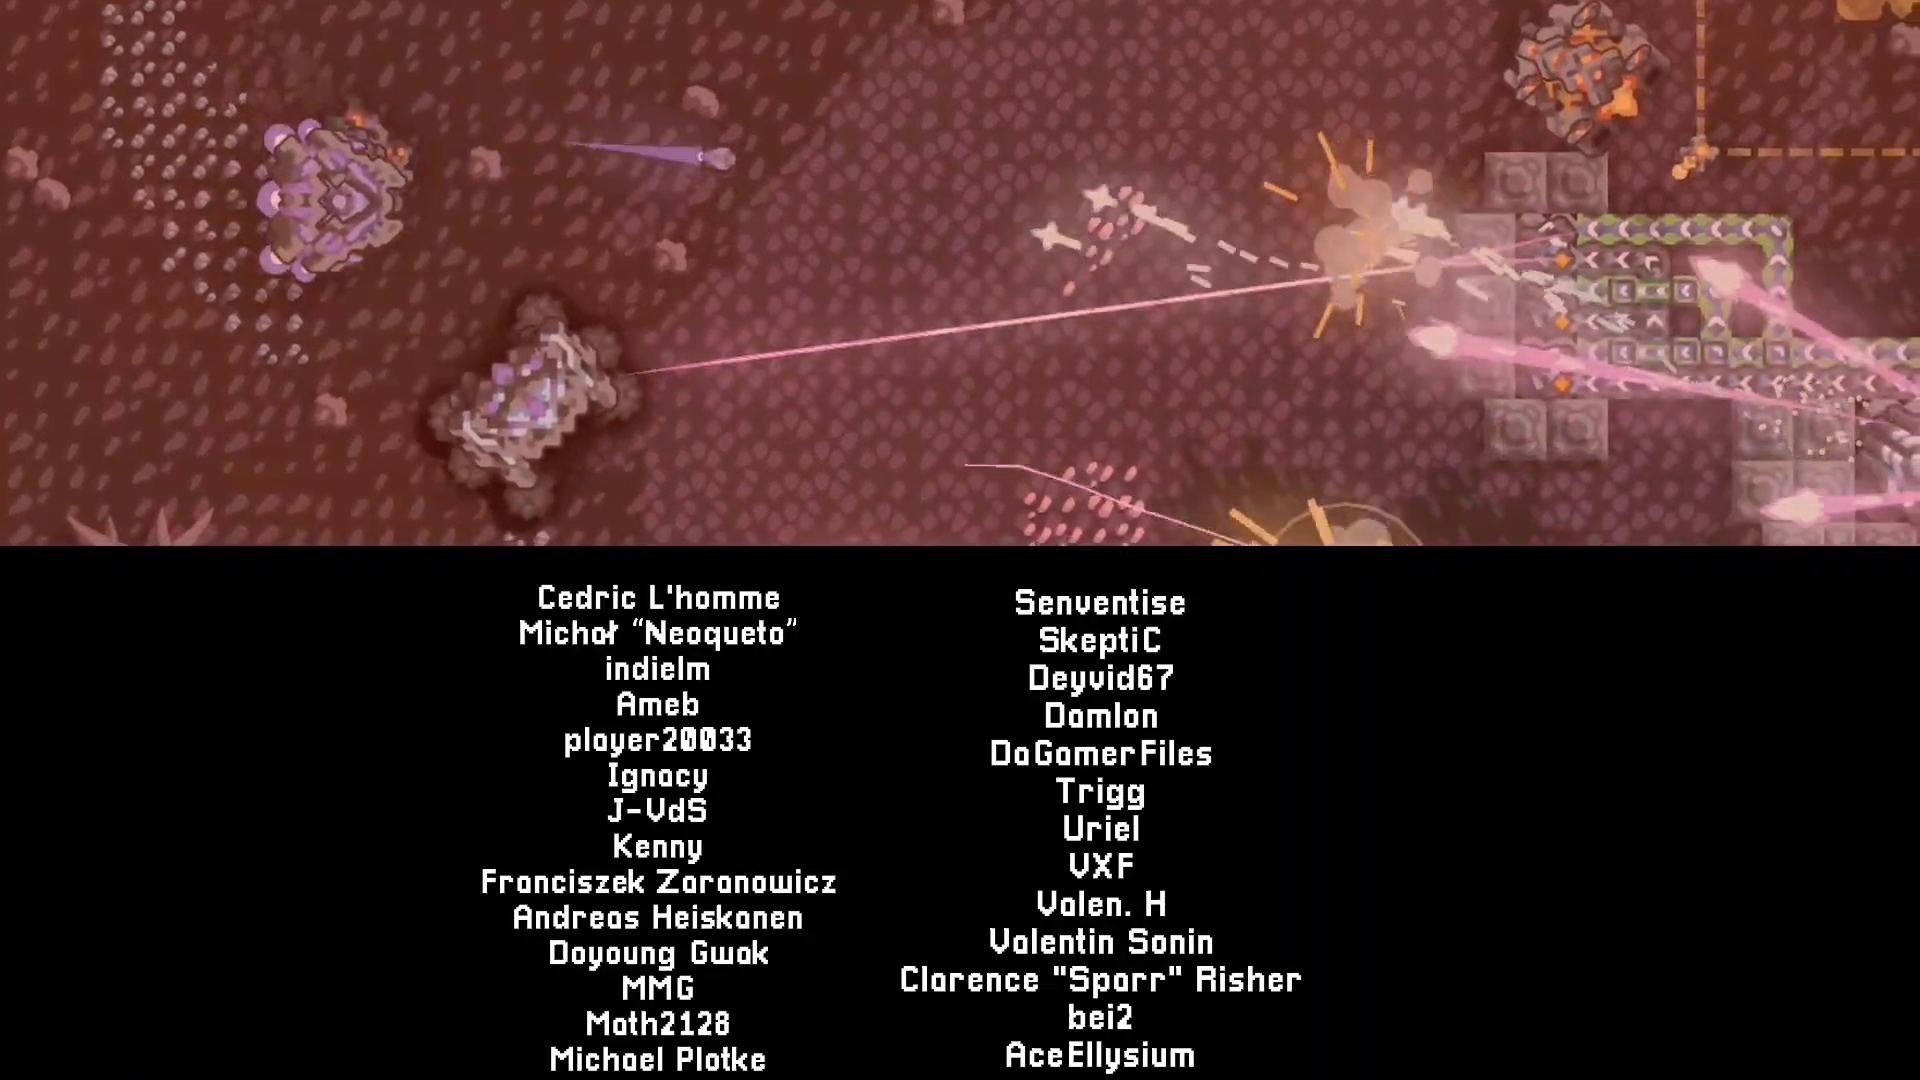 Cedric L'homme
Michał “Neoqueto”
indielm
Ameb
player20033
Ignacy
J-VdS
Kenny
Franciszek Zaranowicz
Andreas Heiskanen
Doyoung Gwak
MMG
Math2128
Michael Plotke
Senventise
SkeptiC
Deyvid67
Damlon
DaGamerFiles
Trigg
Uriel
VXF
Valen. H
Valentin Sonin
Clarence "Sparr" Risher
bei2
AceEllysium